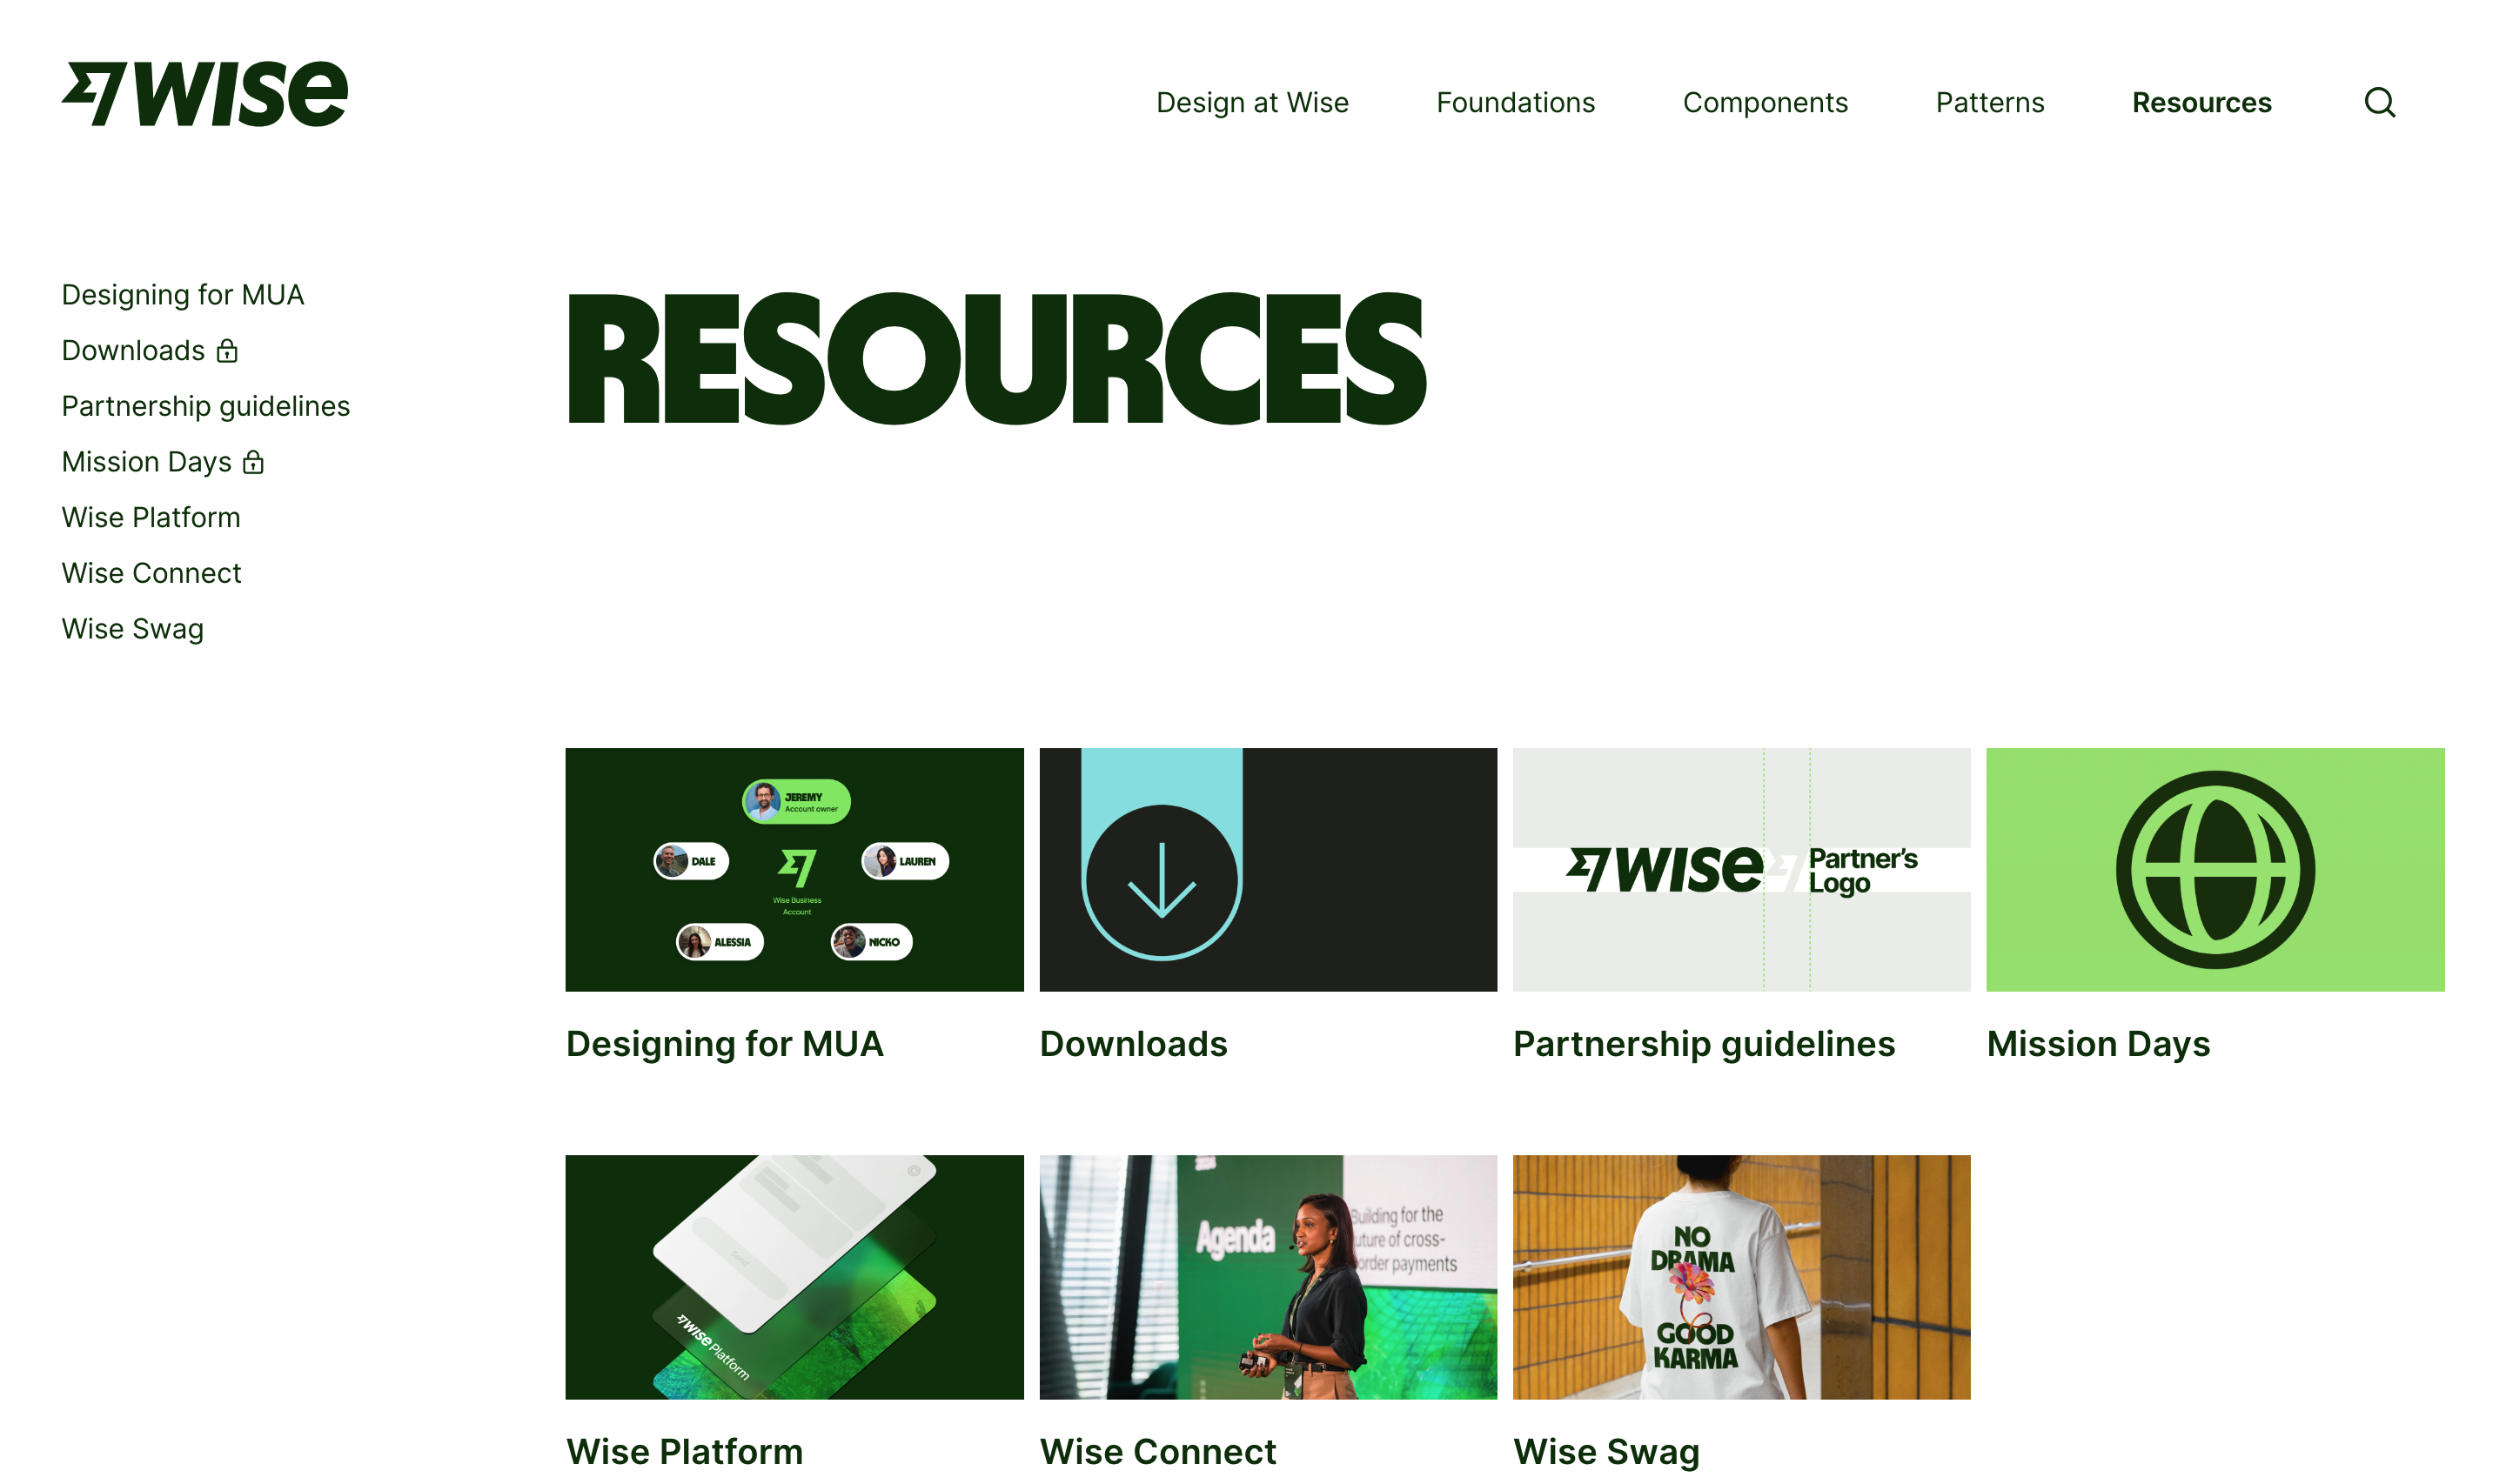 wise
Design at Wise
Foundations
Components
Patterns
Resources
Designing for MUA
Downloads
Partnership guidelines
Mission Days
Wise Platform
Wise Connect
Wise Swag
RESOURCES
JEREMY
Account owner
DALE
LAUREN
Wise Business
Account
ALESSIA
NICKO
wise
Partner's
Logo
Designing for MUA
Downloads
Partnership guidelines
Mission Days
Send
wise Platform
Agenda
Building for the
future of cross-
border payments
NO
DRAMA
GOOD
KARMA
Wise Platform
Wise Connect
Wise Swag